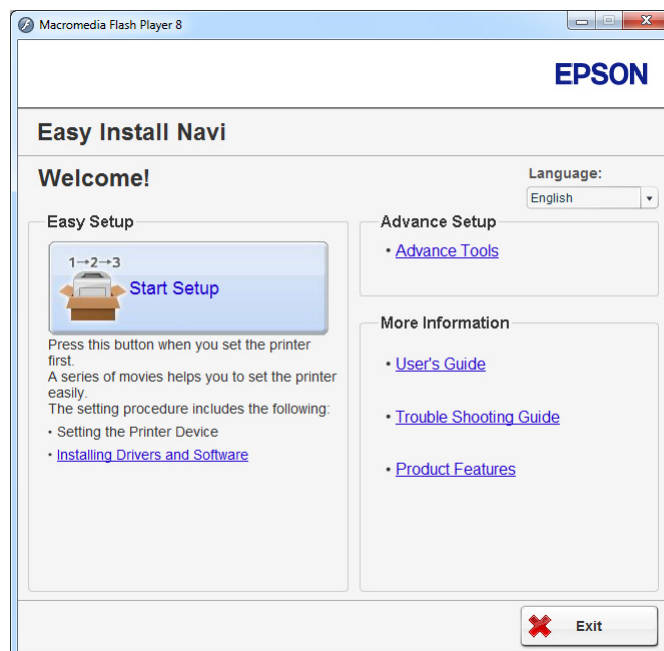 Macromedia Flash Player 8
EPSON
Easy Install Navi
Welcome!
Language:
English
Easy Setup
1→2→3
Start Setup
Press this button when you set the printer
first.
A series of movies helps you to set the printer
easily.
The setting procedure includes the following:
• Setting the Printer Device
• Installing Drivers and Software
Advance Setup
• Advance Tools
More Information
• User's Guide
• Trouble Shooting Guide
• Product Features
Exit